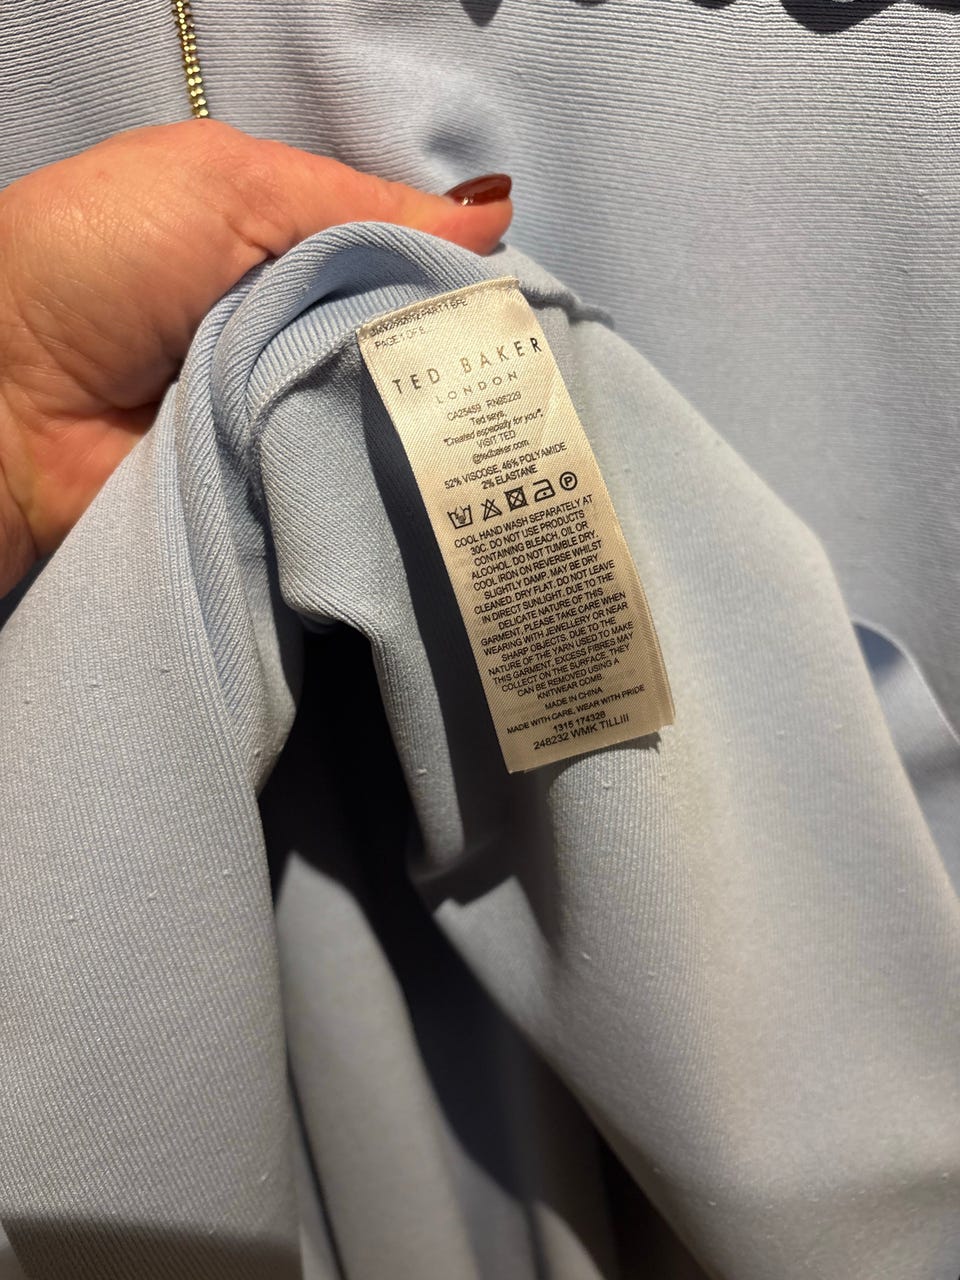 PAGE 1 OF 8
TED BAKER
LONDON
CA25459 RN85229
Ted says,
"Created especially for you".
VISIT TED
@tedbaker.com
52% VISCOSE, 46% POLYAMIDE
2% ELASTANE
P
COOL HAND WASH SEPARATELY AT
30C. DO NOT USE PRODUCTS
CONTAINING BLEACH, OIL OR
ALCOHOL. DO NOT TUMBLE DRY.
COOL IRON ON REVERSE WHILST
SLIGHTLY DAMP. MAY BE DRY
CLEANED. DRY FLAT. DO NOT LEAVE
IN DIRECT SUNLIGHT. DUE TO THE
DELICATE NATURE OF THIS
GARMENT, PLEASE TAKE CARE WHEN
WEARING WITH JEWELLERY OR NEAR
SHARP OBJECTS. DUE TO THE
NATURE OF THE YARN USED TO MAKE
THIS GARMENT, EXCESS FIBRES MAY
COLLECT ON THE SURFACE. THEY
CAN BE REMOVED USING A
KNITWEAR COMB.
MADE IN CHINA
MADE WITH CARE, WEAR WITH PRIDE
1315 174328
248232 WMK TILLIII